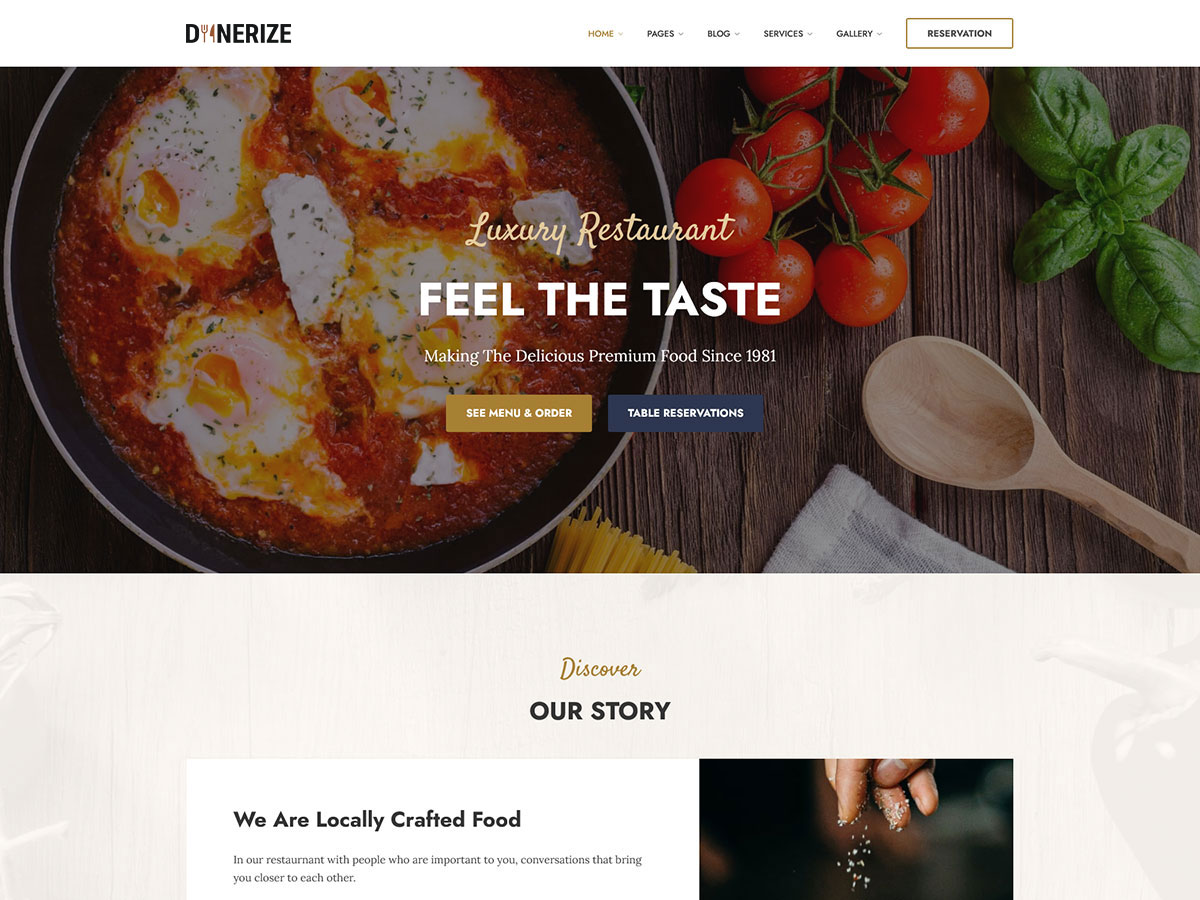 DINERIZE
HOME PAGES BLOG SERVICES GALLERY RESERVATION
Luxury Restaurant
FEEL THE TASTE
Making The Delicious Premium Food Since 1981
SEE MENU & ORDER TABLE RESERVATIONS
Discover
OUR STORY
We Are Locally Crafted Food
In our restaurnant with people who are important to you, conversations that bring
you closer to each other.